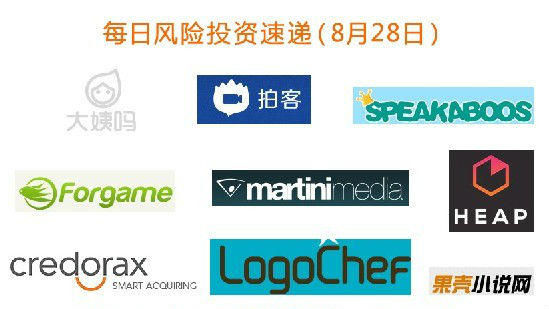 每日风险投资速递(8月28日)
大姨吗
拍客
SPEAKABOOS
Forgame
martinimedia
HEAP
credorax
SMART ACQUIRING
LogoChef
果壳小说网